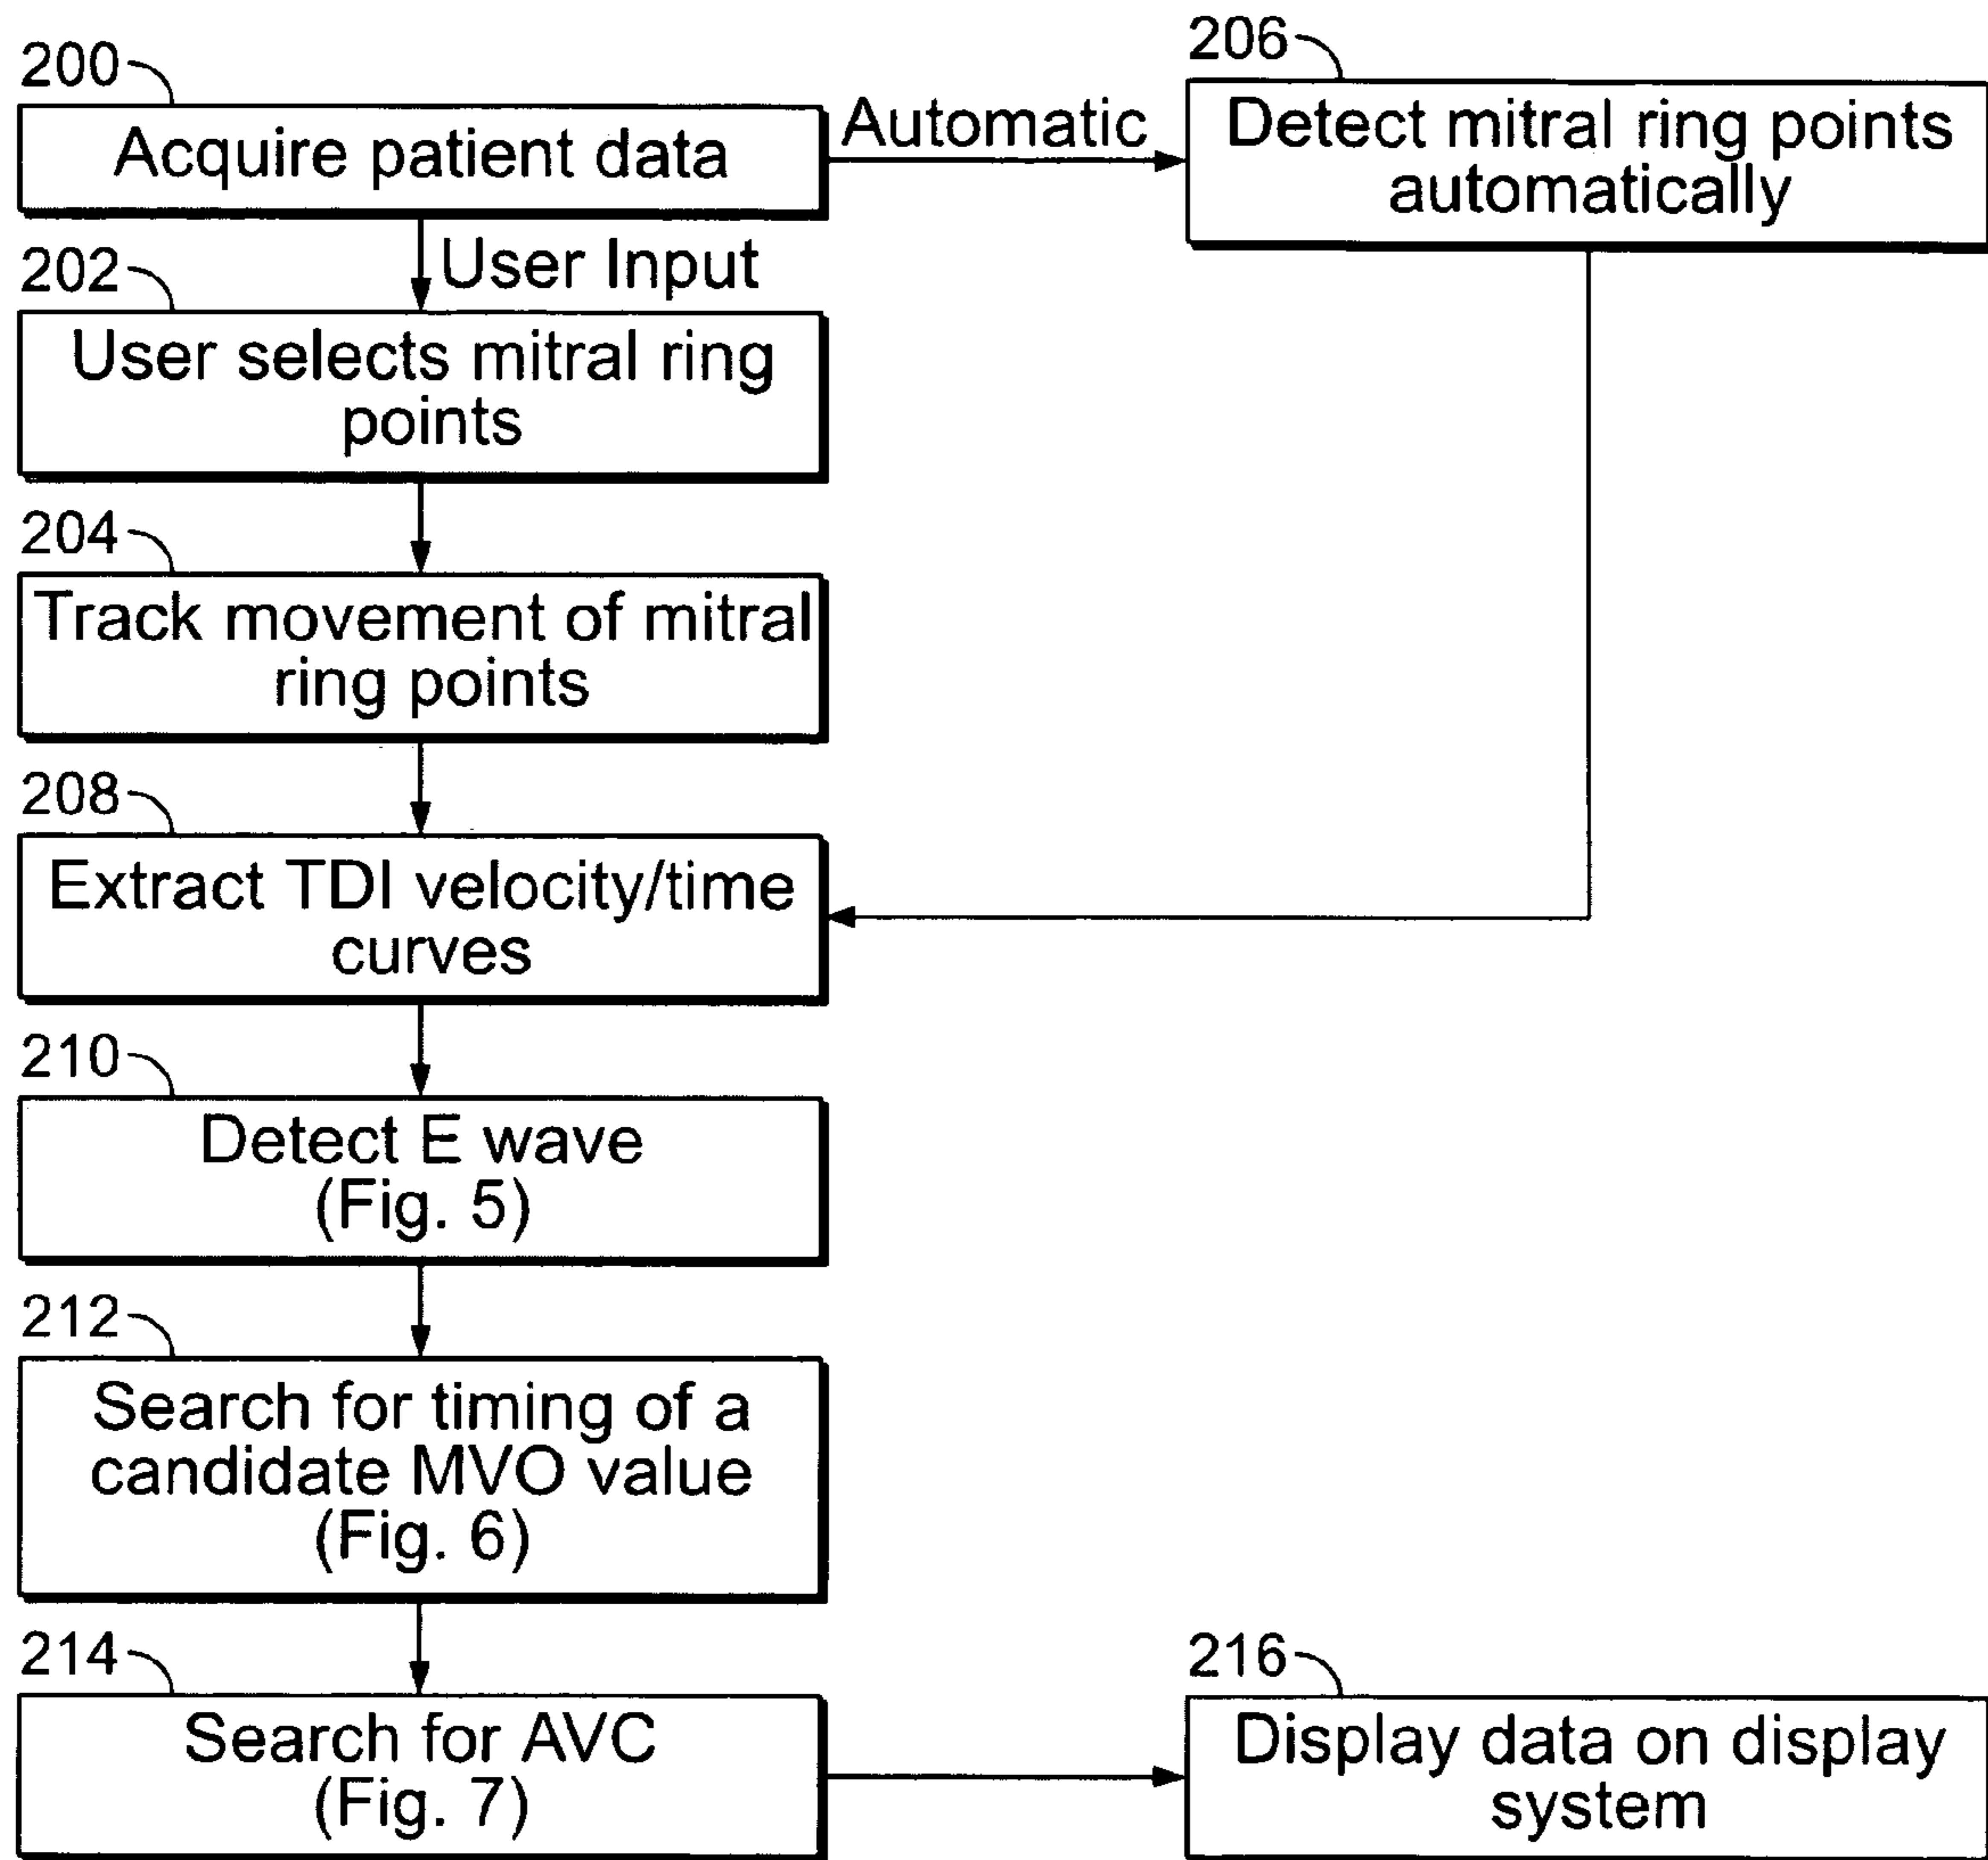 200
Acquire patient data
Automatic
206
Detect mitral ring points
automatically
User Input
202
User selects mitral ring
points
204
Track movement of mitral
ring points
208
Extract TDI velocity/time
curves
210
Detect E wave
(Fig. 5)
212
Search for timing of a
candidate MVO value
(Fig. 6)
214
Search for AVC
(Fig. 7)
216
Display data on display
system